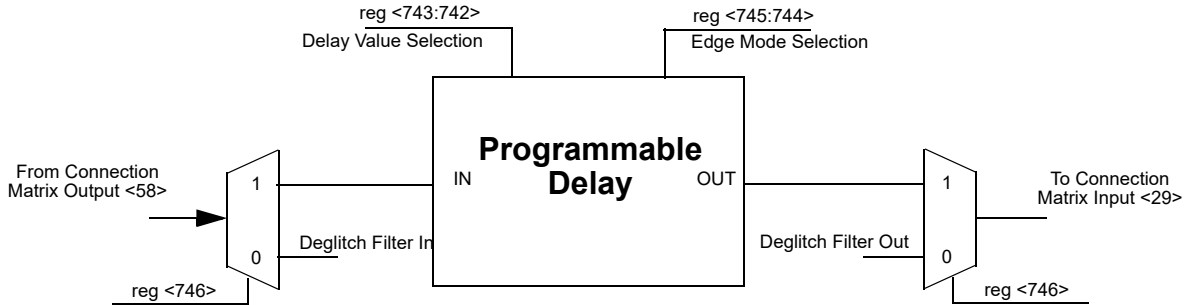 reg <743:742>
Delay Value Selection
reg <745:744>
Edge Mode Selection
Programmable
Delay
IN
OUT
From Connection
Matrix Output <58>
1
0
Deglitch Filter In
reg <746>
Deglitch Filter Out
1
0
To Connection
Matrix Input <29>
reg <746>